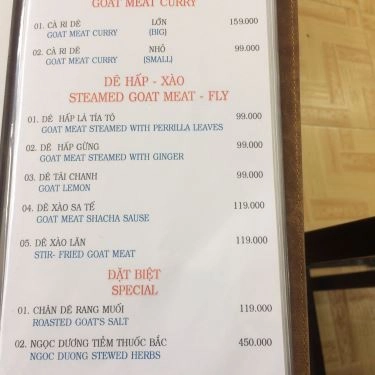 GOAT MEAT CURRY
01. CÀ RI DÊ LỚN 159.000
GOAT MEAT CURRY (BIG)
02. CÀ RI DÊ NHỎ 99.000
GOAT MEAT CURRY (SMALL)
DÊ HẤP - XÀO
STEAMED GOAT MEAT - FLY
01. DÊ HẤP LÁ TÍA TÔ 99.000
GOAT MEAT STEAMED WITH PERRILLA LEAVES
02. DÊ HẤP GỪNG 99.000
GOAT MEAT STEAMED WITH GINGER
03. DÊ TÁI CHANH 99.000
GOAT LEMON
04. DÊ XÀO SA TẾ 119.000
GOAT MEAT SHACHA SAUSE
05. DÊ XÀO LĂN 119.000
STIR- FRIED GOAT MEAT
ĐẶT BIỆT
SPECIAL
01. CHÂN DÊ RANG MUỐI 119.000
ROASTED GOAT'S SALT
02. NGỌC DƯƠNG TIỀM THUỐC BẮC 450.000
NGOC DUONG STEWED HERBS